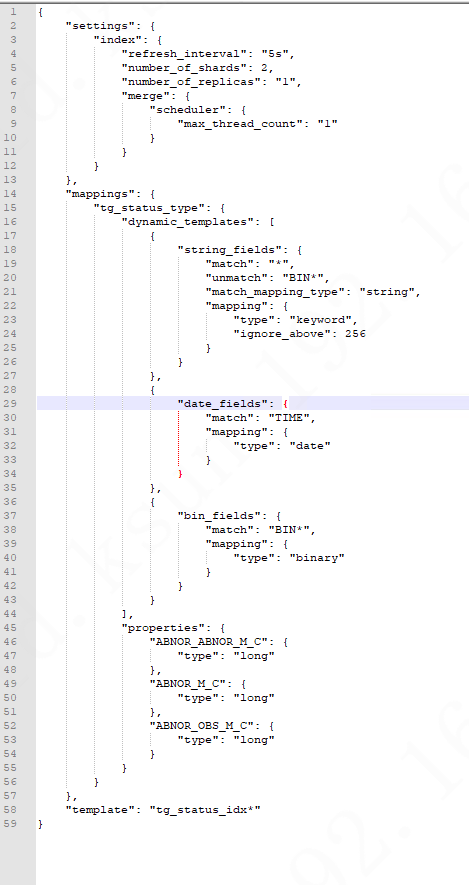 1 {
2     "settings": {
3         "index": {
4             "refresh_interval": "5s",
5             "number_of_shards": 2,
6             "number_of_replicas": "1",
7             "merge": {
8                 "scheduler": {
9                     "max_thread_count": "1"
10                 }
11             }
12         }
13     },
14     "mappings": {
15         "tg_status_type": {
16             "dynamic_templates": [
17                 {
18                     "string_fields": {
19                         "match": "*",
20                         "unmatch": "BIN*",
21                         "match_mapping_type": "string",
22                         "mapping": {
23                             "type": "keyword",
24                             "ignore_above": 256
25                         }
26                     }
27                 },
28                 {
29                     "date_fields": {
30                         "match": "TIME",
31                         "mapping": {
32                             "type": "date"
33                         }
34                     }
35                 },
36                 {
37                     "bin_fields": {
38                         "match": "BIN*",
39                         "mapping": {
40                             "type": "binary"
41                         }
42                     }
43                 }
44             ],
45             "properties": {
46                 "ABNOR_ABNOR_M_C": {
47                     "type": "long"
48                 },
49                 "ABNOR_M_C": {
50                     "type": "long"
51                 },
52                 "ABNOR_OBS_M_C": {
53                     "type": "long"
54                 }
55             }
56         }
57     },
58     "template": "tg_status_idx*"
59 }